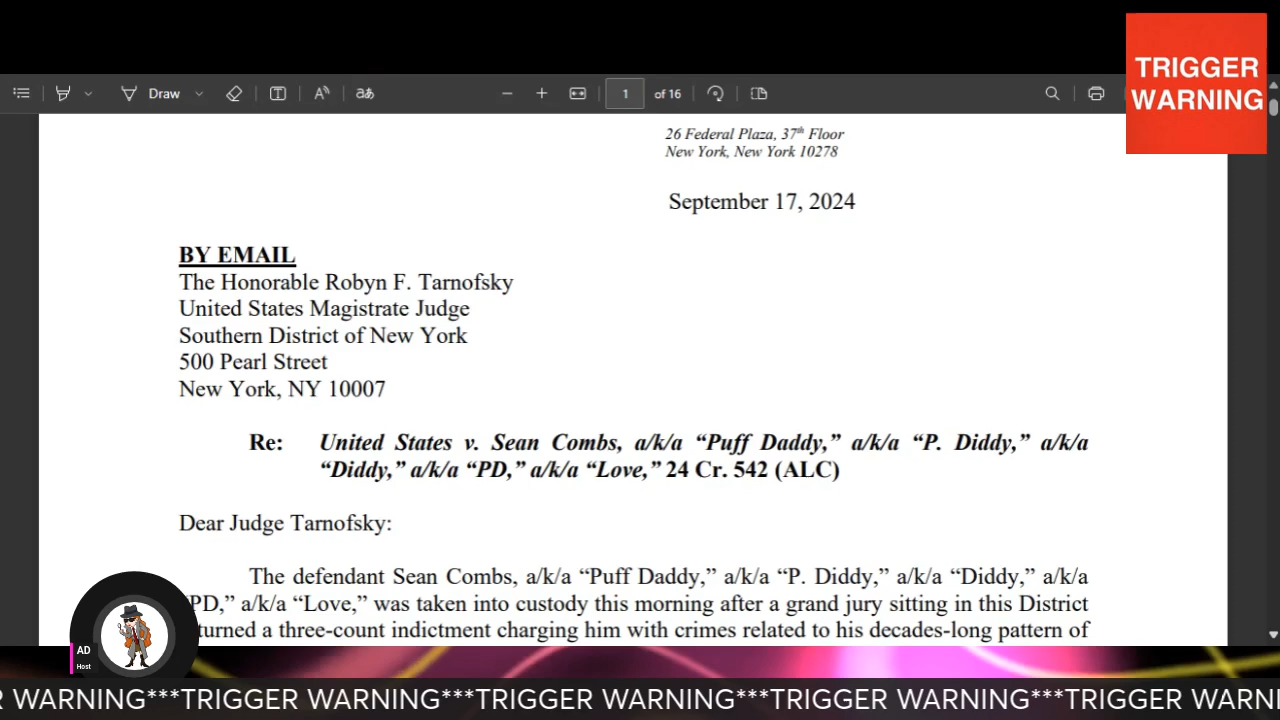 TRIGGER
WARNING
Draw
1 of 16
26 Federal Plaza, 37th Floor
New York, New York 10278
September 17, 2024
BY EMAIL
The Honorable Robyn F. Tarnofsky
United States Magistrate Judge
Southern District of New York
500 Pearl Street
New York, NY 10007
Re: United States v. Sean Combs, a/k/a “Puff Daddy,” a/k/a “P. Diddy,” a/k/a
“Diddy,” a/k/a “PD,” a/k/a “Love,” 24 Cr. 542 (ALC)
Dear Judge Tarnofsky:
The defendant Sean Combs, a/k/a “Puff Daddy,” a/k/a “P. Diddy,” a/k/a “Diddy,” a/k/a
PD,” a/k/a “Love,” was taken into custody this morning after a grand jury sitting in this District
turned a three-count indictment charging him with crimes related to his decades-long pattern of
AD
Host
R WARNING***TRIGGER WARNING***TRIGGER WARNING***TRIGGER WARNING***TRIGGER WARNI